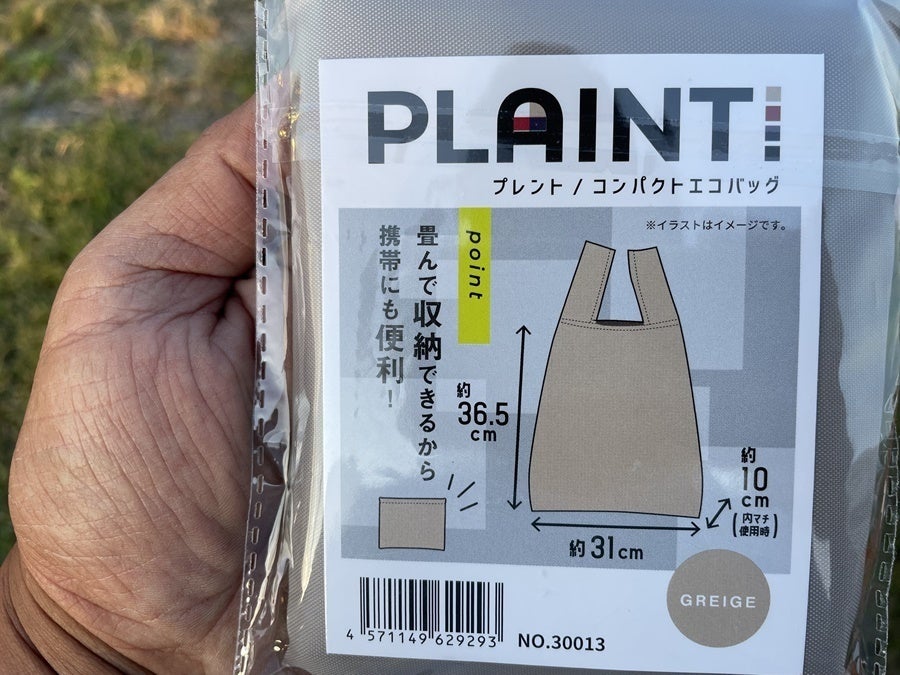 PLAINT
プレント / コンパクトエコバッグ
※イラストはイメージです。
point
畳んで収納できるから
携帯にも便利！
約
36.5
cm
約
10
cm
(内マチ
使用時)
約31cm
GREIGE
4 571149 629293
NO.30013